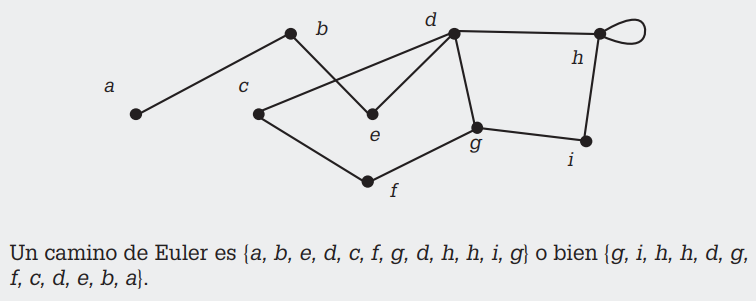 d
b
h
a
c
e
g
i
f
Un camino de Euler es {a, b, e, d, c, f, g, d, h, h, i, g} o bien {g, i, h, h, d, g,
f, c, d, e, b, a}.